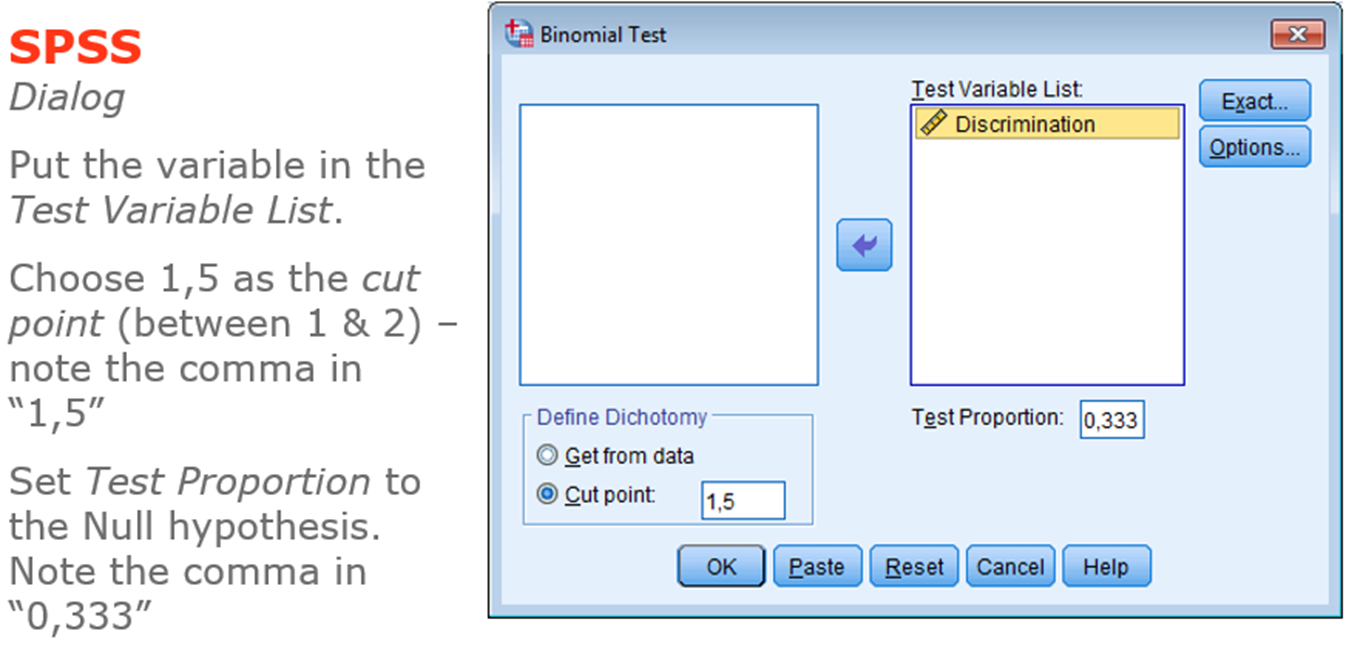 SPSS
Dialog
Put the variable in the
Test Variable List.
Choose 1,5 as the cut
point (between 1 & 2) –
note the comma in
“1,5”
Set Test Proportion to
the Null hypothesis.
Note the comma in
“0,333”
Binomial Test
Test Variable List:
Discrimination
Exact...
Options...
Define Dichotomy
Get from data
Cut point:
1,5
Test Proportion:
0,333
OK
Paste
Reset
Cancel
Help